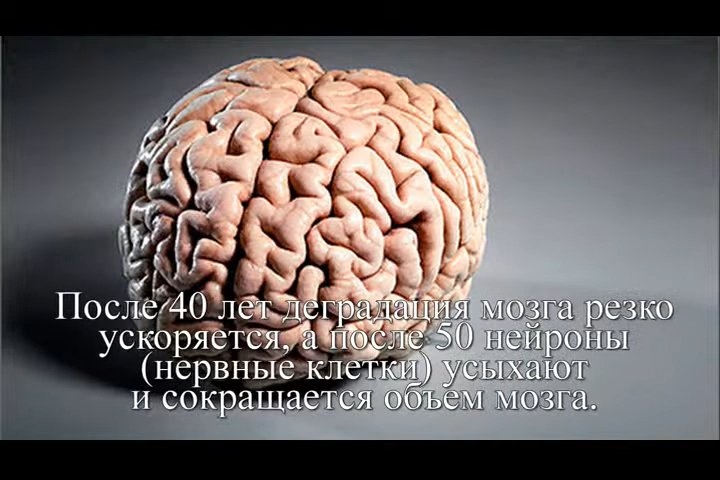 После 40 лет деградация мозга резко
ускоряется, а после 50 нейроны
(нервные клетки) усыхают
и сокращается объем мозга.